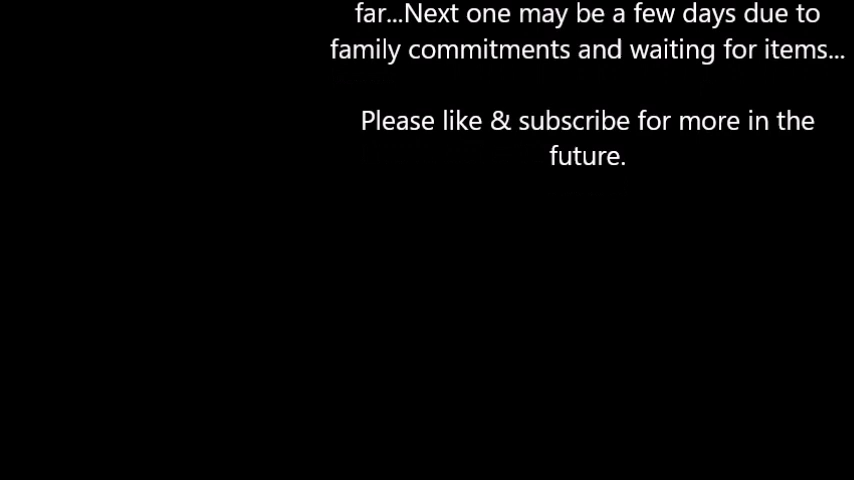 far...Next one may be a few days due to
family commitments and waiting for items...
Please like & subscribe for more in the
future.